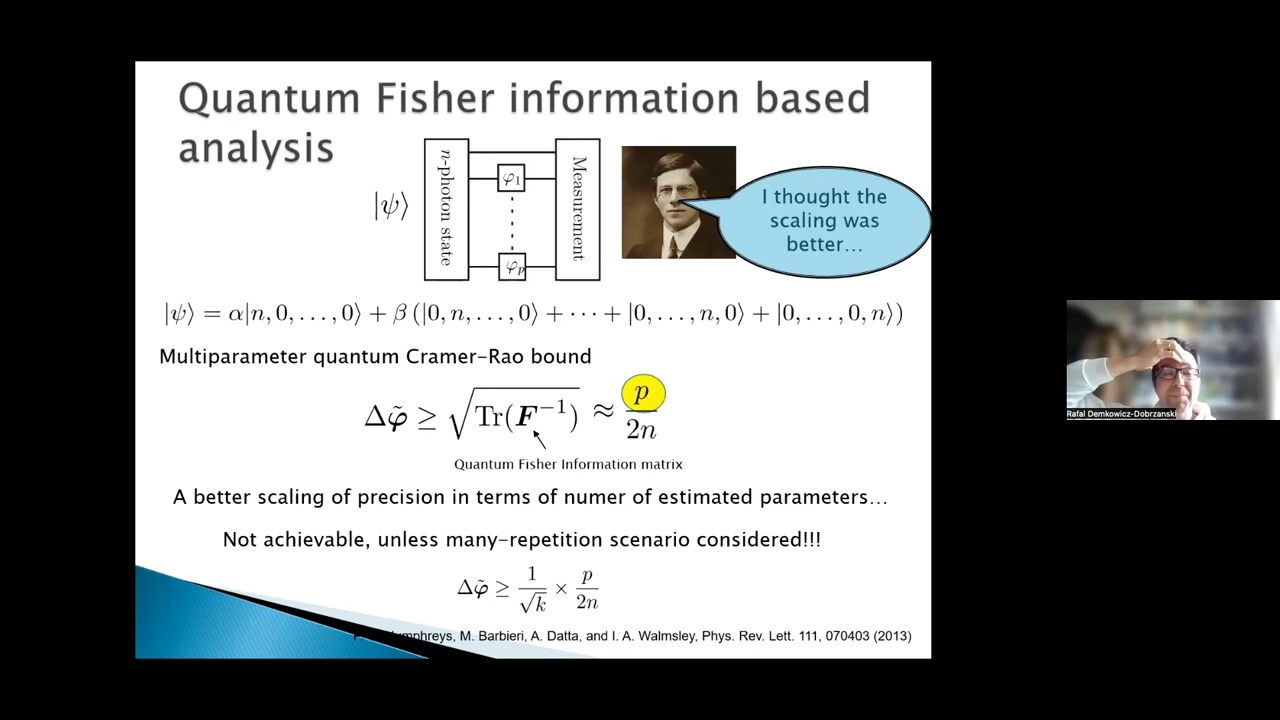 Quantum Fisher information based
analysis
|ψ⟩
n-photon state
φ₁
φₚ
Measurement
I thought the
scaling was
better…
|ψ⟩ = α|n, 0, . . . , 0⟩ + β (|0, n, . . . , 0⟩ + · · · + |0, . . . , n, 0⟩ + |0, . . . , 0, n⟩)
Multiparameter quantum Cramer-Rao bound
Δφ̃ ≥ √Tr(F⁻¹) ≈ p/2n
Quantum Fisher Information matrix
A better scaling of precision in terms of numer of estimated parameters…
Not achievable, unless many-repetition scenario considered!!!
Δφ̃ ≥ 1/√k × p/2n
M. Barbieri, A. Datta, and I. A. Walmsley, Phys. Rev. Lett. 111, 070403 (2013)
Rafal Demkowicz-Dobrzanski